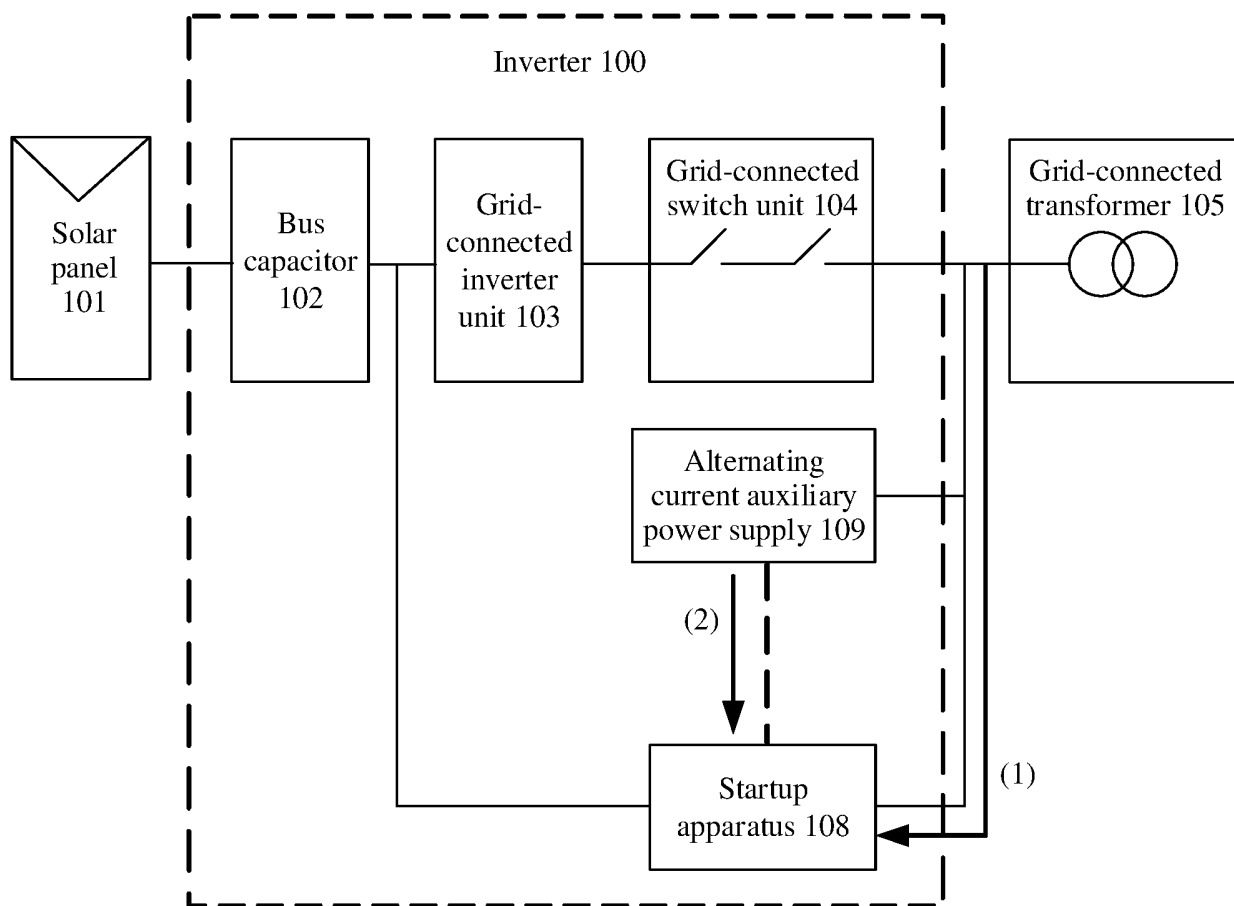 Inverter 100
Solar
panel
101
Bus
capacitor
102
Grid-
connected
inverter
unit 103
Grid-connected
switch unit 104
Grid-connected
transformer 105
Alternating
current auxiliary
power supply 109
(2)
(1)
Startup
apparatus 108